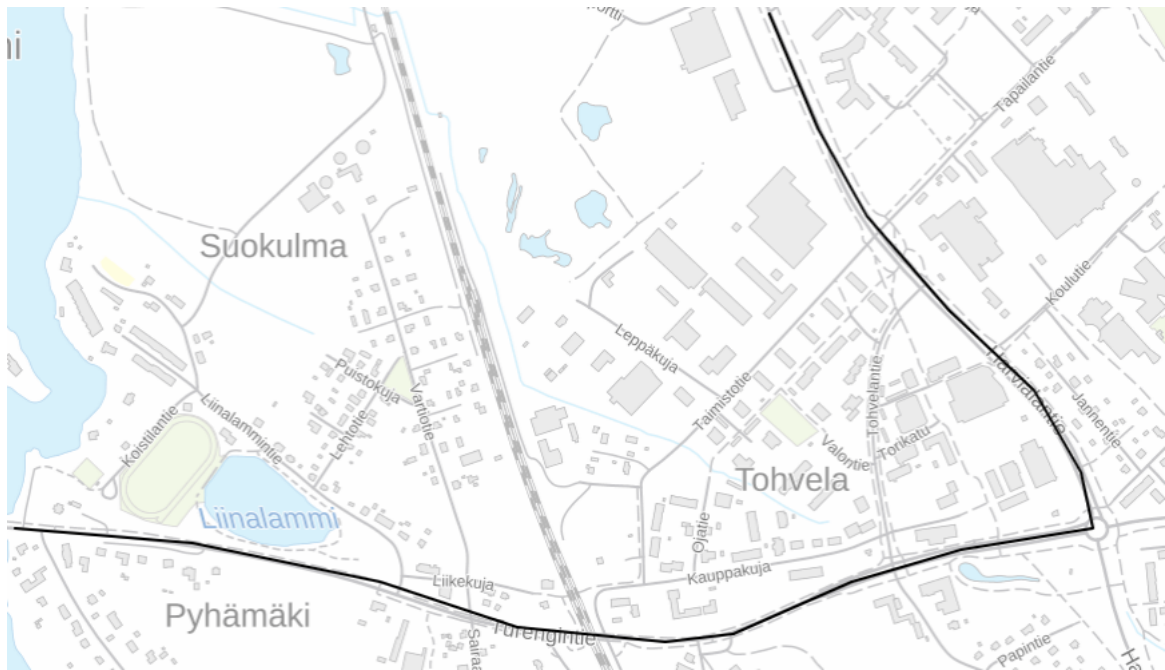 Tapailantie
Suokulma
Koulutie
Leppäkuja
Puistokuja
Vartiotie
Taimistotie
Tohvelantie
Jannentie
Lehtotie
Liinalammintie
Koistilantie
Valontie
Torikatu
Tohvela
Liinalammi
Ojatie
Kauppakuja
Liikekuja
Pyhämäki
Turengintie
Papintie